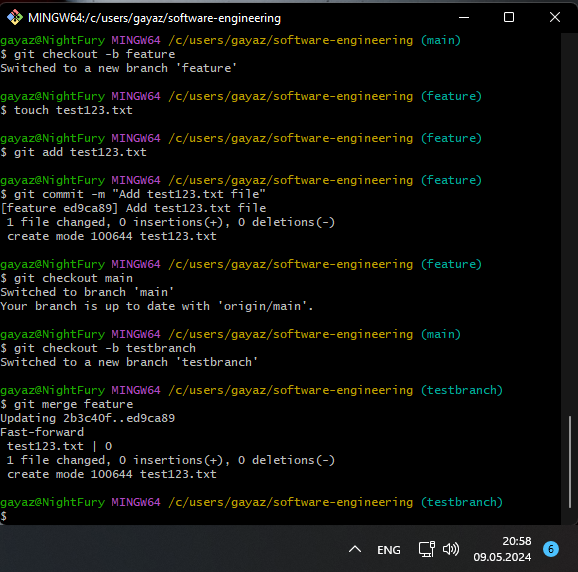 MINGW64:/c/users/gayaz/software-engineering
gayaz@NightFury MINGW64 /c/users/gayaz/software-engineering (main)
$ git checkout -b feature
Switched to a new branch 'feature'
gayaz@NightFury MINGW64 /c/users/gayaz/software-engineering (feature)
$ touch test123.txt
gayaz@NightFury MINGW64 /c/users/gayaz/software-engineering (feature)
$ git add test123.txt
gayaz@NightFury MINGW64 /c/users/gayaz/software-engineering (feature)
$ git commit -m "Add test123.txt file"
[feature ed9ca89] Add test123.txt file
1 file changed, 0 insertions(+), 0 deletions(-)
create mode 100644 test123.txt
gayaz@NightFury MINGW64 /c/users/gayaz/software-engineering (feature)
$ git checkout main
Switched to branch 'main'
Your branch is up to date with 'origin/main'.
gayaz@NightFury MINGW64 /c/users/gayaz/software-engineering (main)
$ git checkout -b testbranch
Switched to a new branch 'testbranch'
gayaz@NightFury MINGW64 /c/users/gayaz/software-engineering (testbranch)
$ git merge feature
Updating 2b3c40f..ed9ca89
Fast-forward
test123.txt | 0
1 file changed, 0 insertions(+), 0 deletions(-)
create mode 100644 test123.txt
gayaz@NightFury MINGW64 /c/users/gayaz/software-engineering (testbranch)
$
ENG
20:58
09.05.2024
6